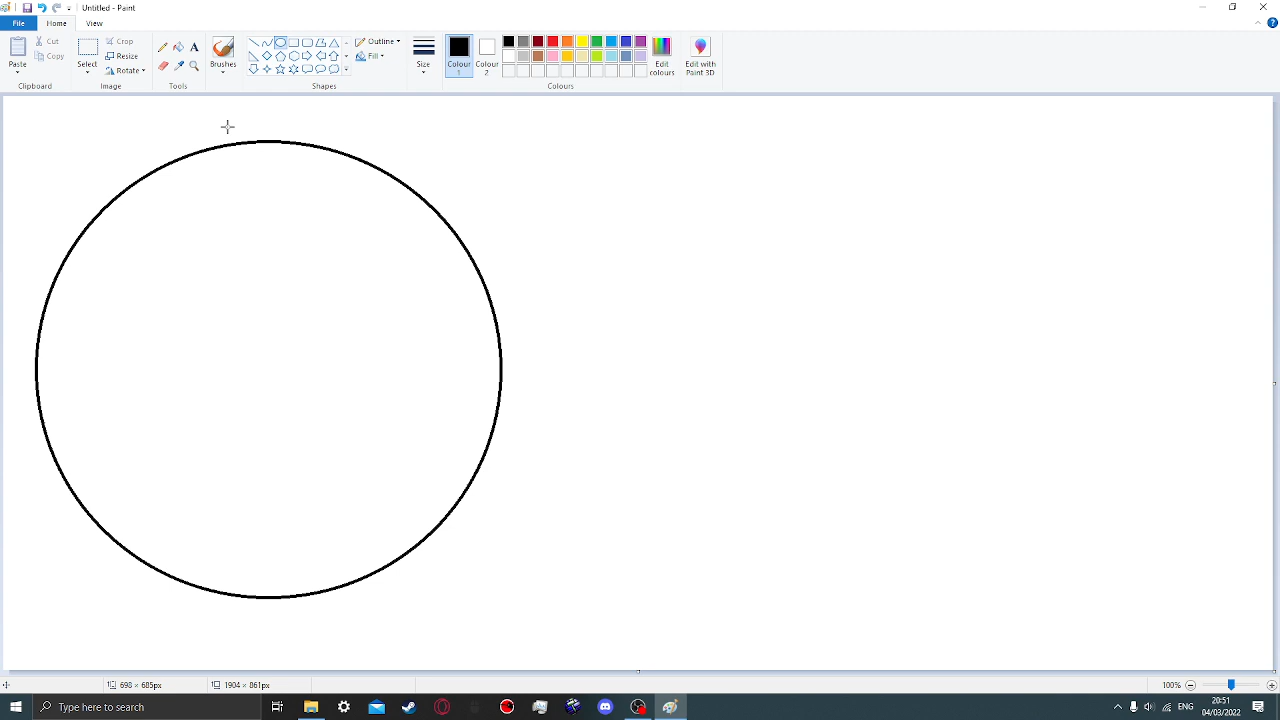 Untitled - Paint
File
Home
View
Paste
Cut
Copy
Clipboard
Select
Crop
Resize
Rotate
Image
A
Tools
Brushes
Outline
Fill
Shapes
Size
Colour
1
Colour
2
Edit
colours
Colours
Edit with
Paint 3D
698 × 685px
1904 × 861px
100%
Type here to search
ENG
20:51
04/03/2022